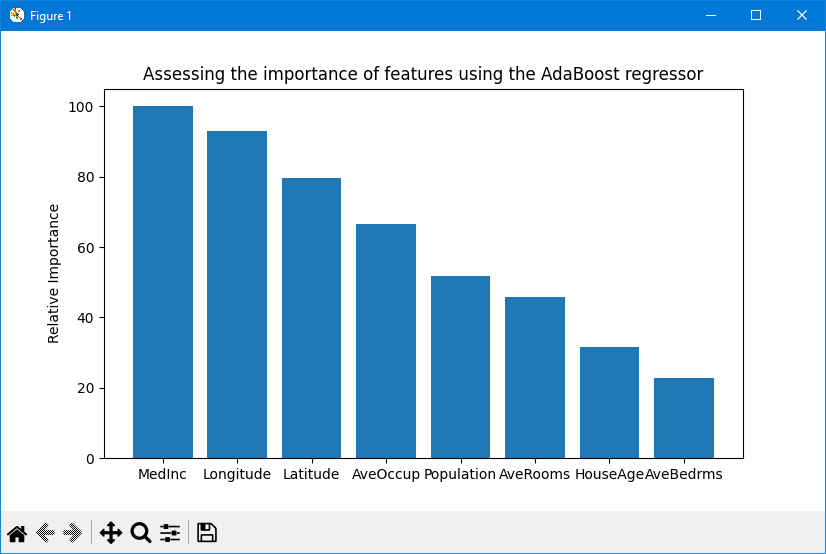 Figure 1
Assessing the importance of features using the AdaBoost regressor
Relative Importance
100
80
60
40
20
0
MedInc Longitude Latitude AveOccup Population AveRooms HouseAge AveBedrms